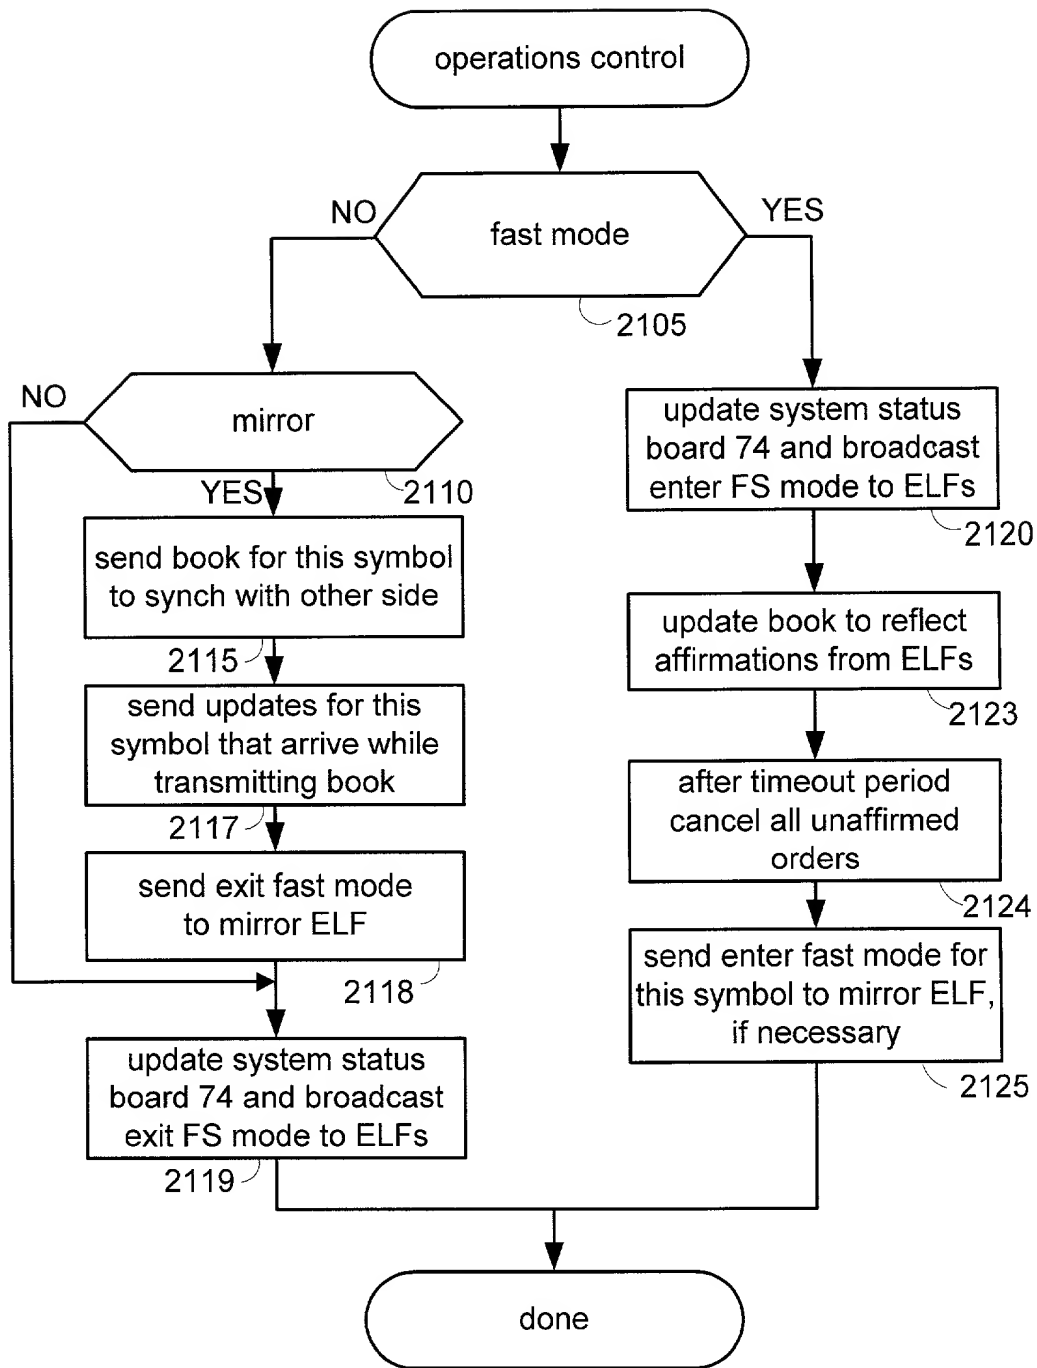 operations control
NO
YES
fast mode
2105
NO
mirror
YES
2110
send book for this symbol
to synch with other side
2115
send updates for this
symbol that arrive while
transmitting book
2117
send exit fast mode
to mirror ELF
2118
update system status
board 74 and broadcast
exit FS mode to ELFs
2119
update system status
board 74 and broadcast
enter FS mode to ELFs
2120
update book to reflect
affirmations from ELFs
2123
after timeout period
cancel all unaffirmed
orders
2124
send enter fast mode for
this symbol to mirror ELF,
if necessary
2125
done